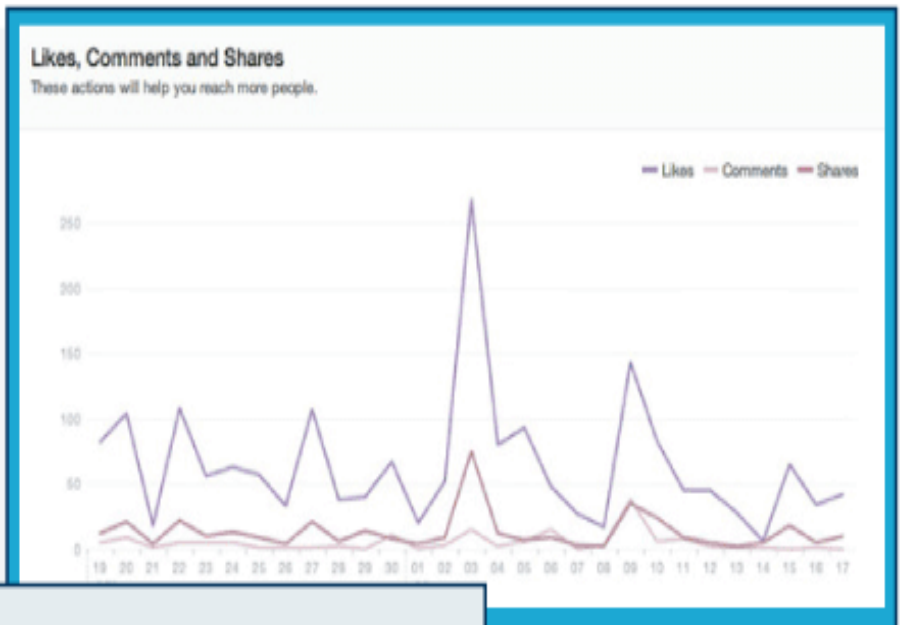 Likes, Comments and Shares
These actions will help you reach more people.
Likes Comments Shares
250
200
150
100
50
0
19 20 21 22 23 24 25 26 27 28 29 30 01 02 03 04 05 06 07 08 09 10 11 12 13 14 15 16 17